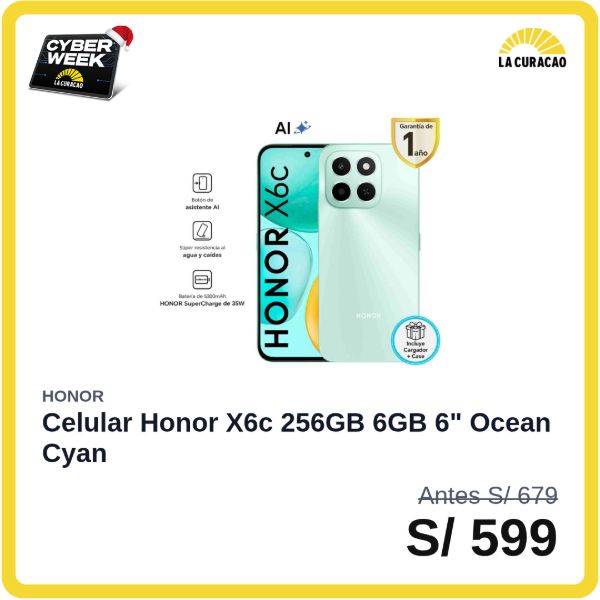 CYBER
WEEK
LA CURACAO
LA CURACAO
AI
Garantía de
1 año
HONOR X6c
Botón de
asistente AI
Súper resistencia al
agua y caídas
Batería de 5300mAh
HONOR SuperCharge de 35W
HONOR
Incluye
Cargador
+ Case
HONOR
Celular Honor X6c 256GB 6GB 6" Ocean
Cyan
Antes S/ 679
S/ 599